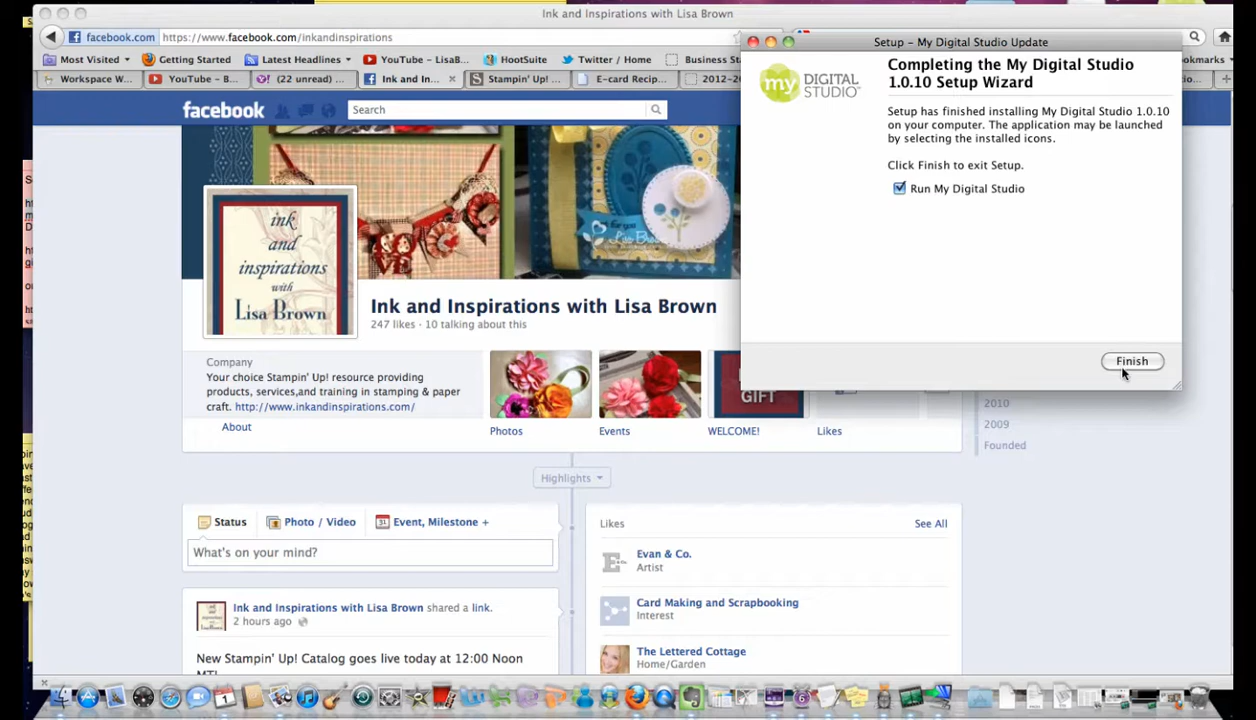 Ink and Inspirations with Lisa Brown
facebook.com https://www.facebook.com/inkandinspirations
Most Visited Getting Started Latest Headlines YouTube - LisaB... HootSuite Twitter / Home Business St
Workspace W... YouTube - B... (22 unread) ... Ink and In... Stampin' Up! ... E-card Recip... 2012-2
facebook
Search
ink
and
inspirations
with
Lisa Brown
Ink and Inspirations with Lisa Brown
247 likes · 10 talking about this
Company
Your choice Stampin' Up! resource providing
products, services,and training in stamping & paper
craft. http://www.inkandinspirations.com/
About
GIFT
Photos Events WELCOME! Likes
2010
2009
Founded
Highlights
Status Photo / Video Event, Milestone +
What's on your mind?
Ink and Inspirations with Lisa Brown shared a link.
2 hours ago
New Stampin' Up! Catalog goes live today at 12:00 Noon
MT!
Likes See All
Evan & Co.
Artist
Card Making and Scrapbooking
Interest
The Lettered Cottage
Home/Garden
Setup – My Digital Studio Update
my DIGITAL
STUDIO
Completing the My Digital Studio
1.0.10 Setup Wizard
Setup has finished installing My Digital Studio 1.0.10
on your computer. The application may be launched
by selecting the installed icons.
Click Finish to exit Setup.
Run My Digital Studio
Finish